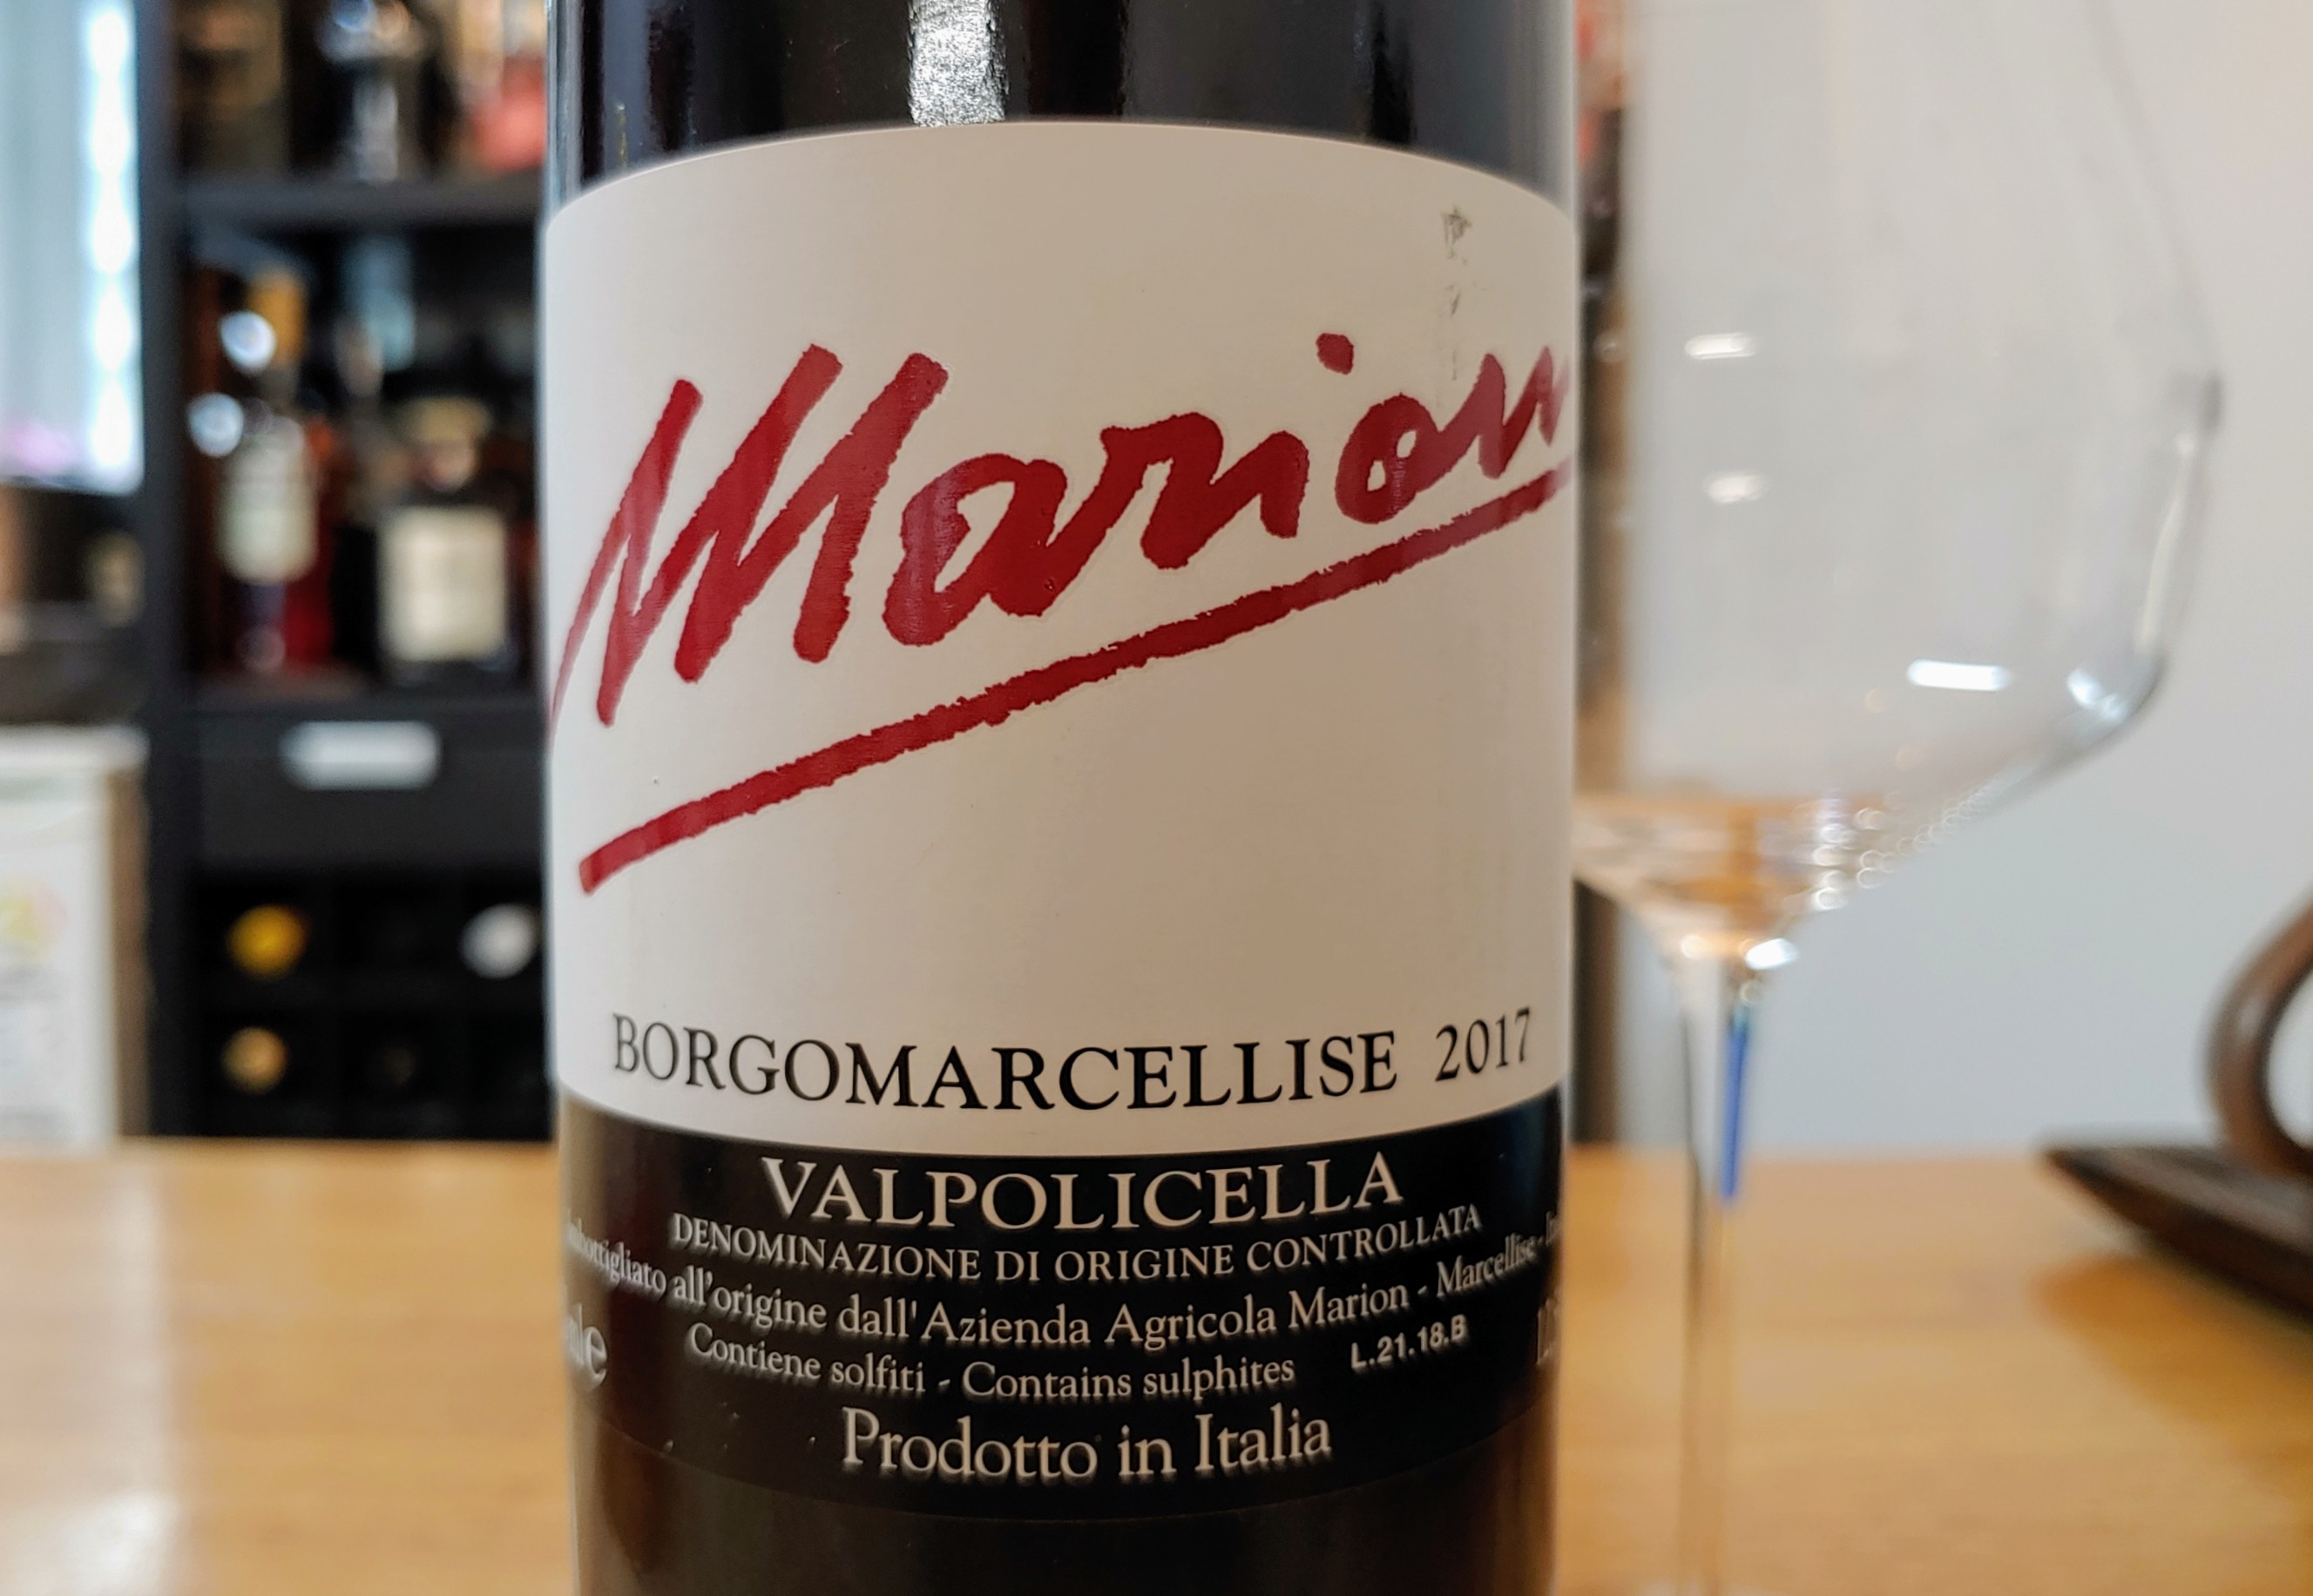 Marion
BORGOMARCELLISE 2017
VALPOLICELLA
DENOMINAZIONE DI ORIGINE CONTROLLATA
Imbottigliato all'origine dall'Azienda Agricola Marion - Marcellise -
Contiene solfiti - Contains sulphites L.21.18.B
Prodotto in Italia